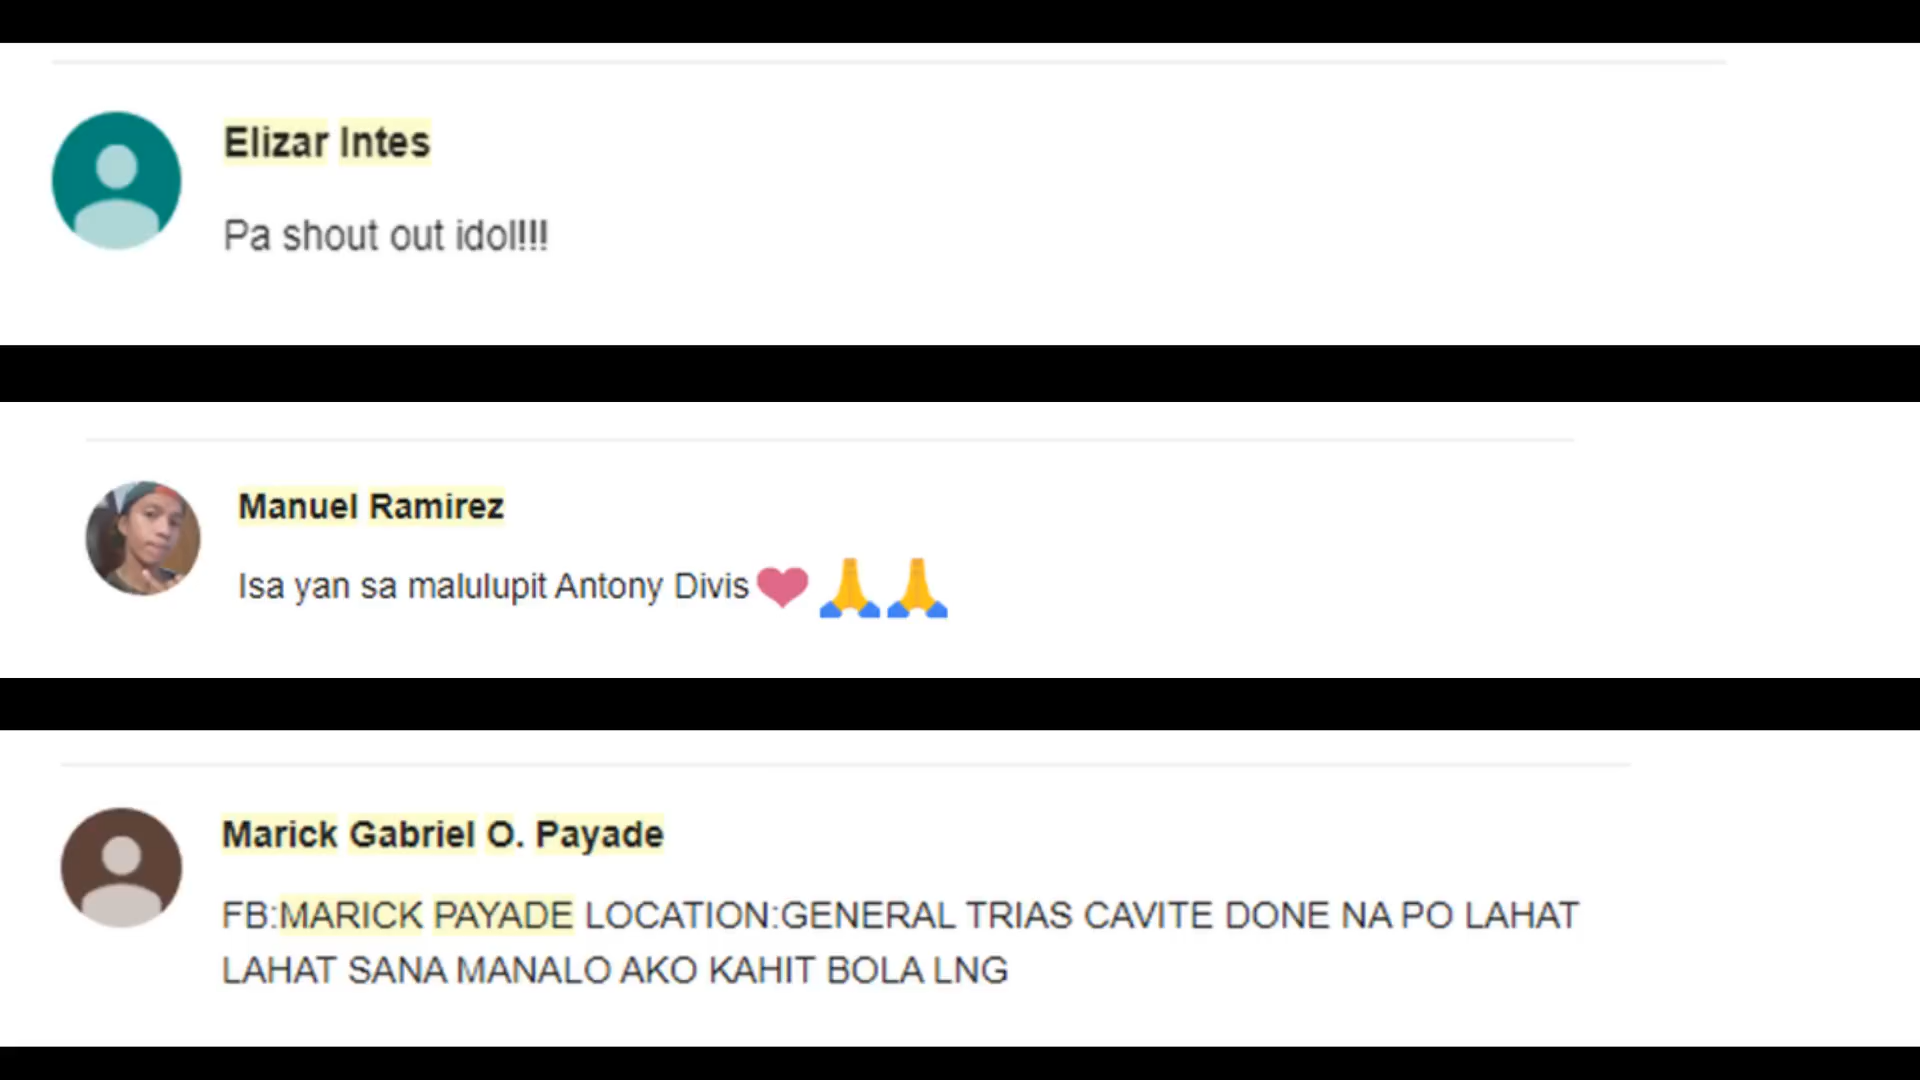 Elizar Intes
Pa shout out idol!!!
Manuel Ramirez
Isa yan sa malulupit Antony Divis❤🙏🙏
Marick Gabriel O. Payade
FB:MARICK PAYADE LOCATION:GENERAL TRIAS CAVITE DONE NA PO LAHAT
LAHAT SANA MANALO AKO KAHIT BOLA LNG